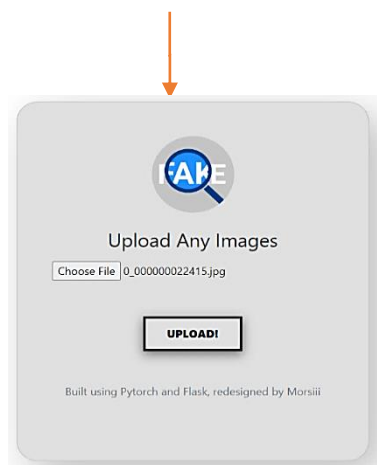 FAKE
Upload Any Images
Choose File 0_000000022415.jpg
UPLOAD!
Built using Pytorch and Flask, redesigned by Morsiii